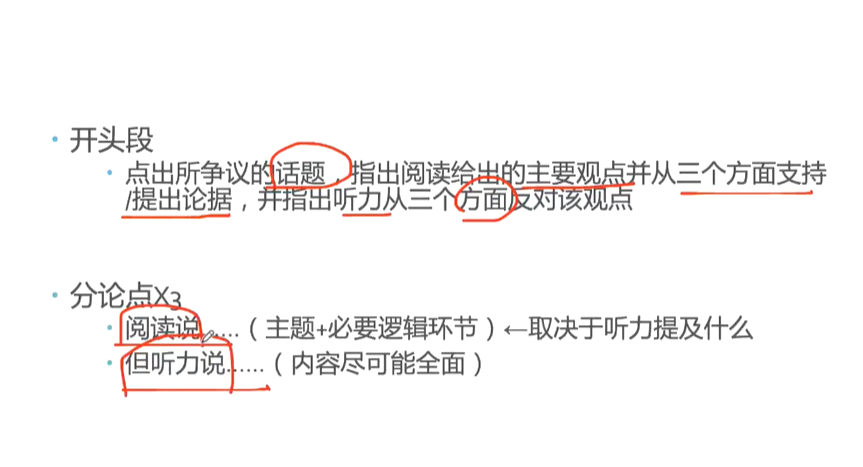 • 开头段
• 点出所争议的话题，指出阅读给出的主要观点并从三个方面支持
/提出论据，并指出听力从三个方面反对该观点
• 分论点X3
• 阅读说……（主题+必要逻辑环节）←取决于听力提及什么
• 但听力说……（内容尽可能全面）